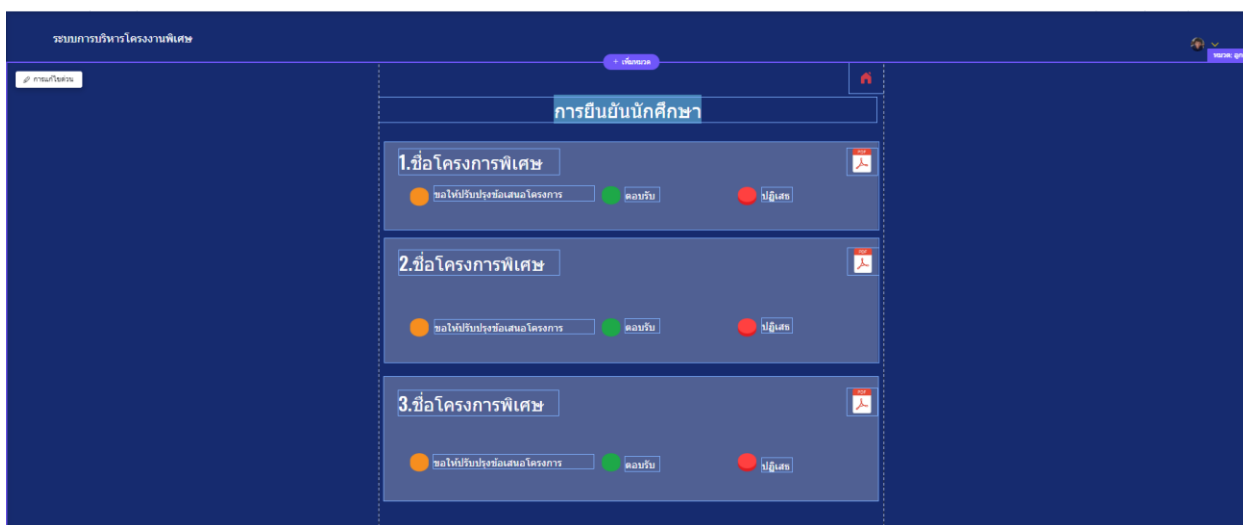 ระบบการบริหารโครงงานพิเศษ
+ เพิ่มหมวด
หมวด: ลูก
การแก้ไขด่วน
การยืนยันนักศึกษา
1.ชื่อโครงการพิเศษ
PDF
ขอให้ปรับปรุงข้อเสนอโครงการ ตอบรับ ปฏิเสธ
2.ชื่อโครงการพิเศษ
PDF
ขอให้ปรับปรุงข้อเสนอโครงการ ตอบรับ ปฏิเสธ
3.ชื่อโครงการพิเศษ
PDF
ขอให้ปรับปรุงข้อเสนอโครงการ ตอบรับ ปฏิเสธ